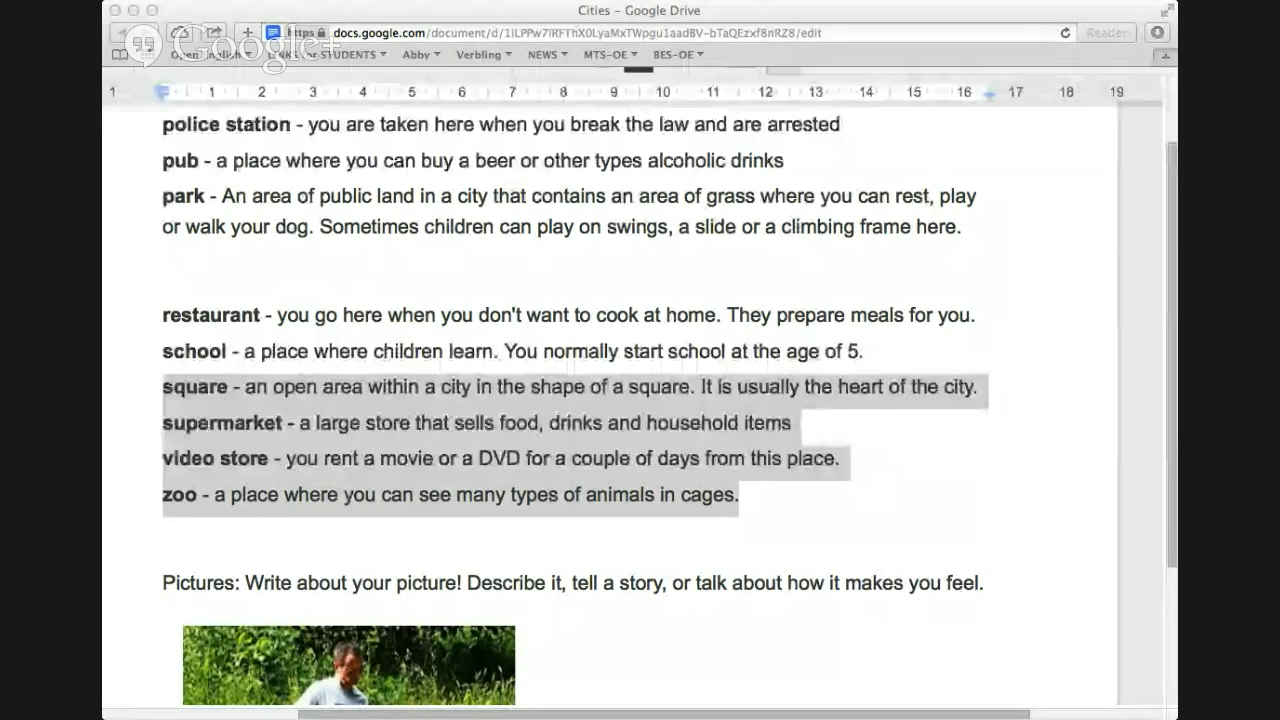 Cities – Google Drive
https docs.google.com/document/d/1ILPPw7IRFThX0LyaMxTWpgu1aadBV-bTaQEzxf8nRZ8/edit
Reader
Google+
Open English LINKS for STUDENTS Abby Verbling NEWS MTS-OE BES-OE
1 1 2 3 4 5 6 7 8 9 10 11 12 13 14 15 16 17 18 19
police station - you are taken here when you break the law and are arrested
pub - a place where you can buy a beer or other types alcoholic drinks
park - An area of public land in a city that contains an area of grass where you can rest, play
or walk your dog. Sometimes children can play on swings, a slide or a climbing frame here.
restaurant - you go here when you don't want to cook at home. They prepare meals for you.
school - a place where children learn. You normally start school at the age of 5.
square - an open area within a city in the shape of a square. It is usually the heart of the city.
supermarket - a large store that sells food, drinks and household items
video store - you rent a movie or a DVD for a couple of days from this place.
zoo - a place where you can see many types of animals in cages.
Pictures: Write about your picture! Describe it, tell a story, or talk about how it makes you feel.